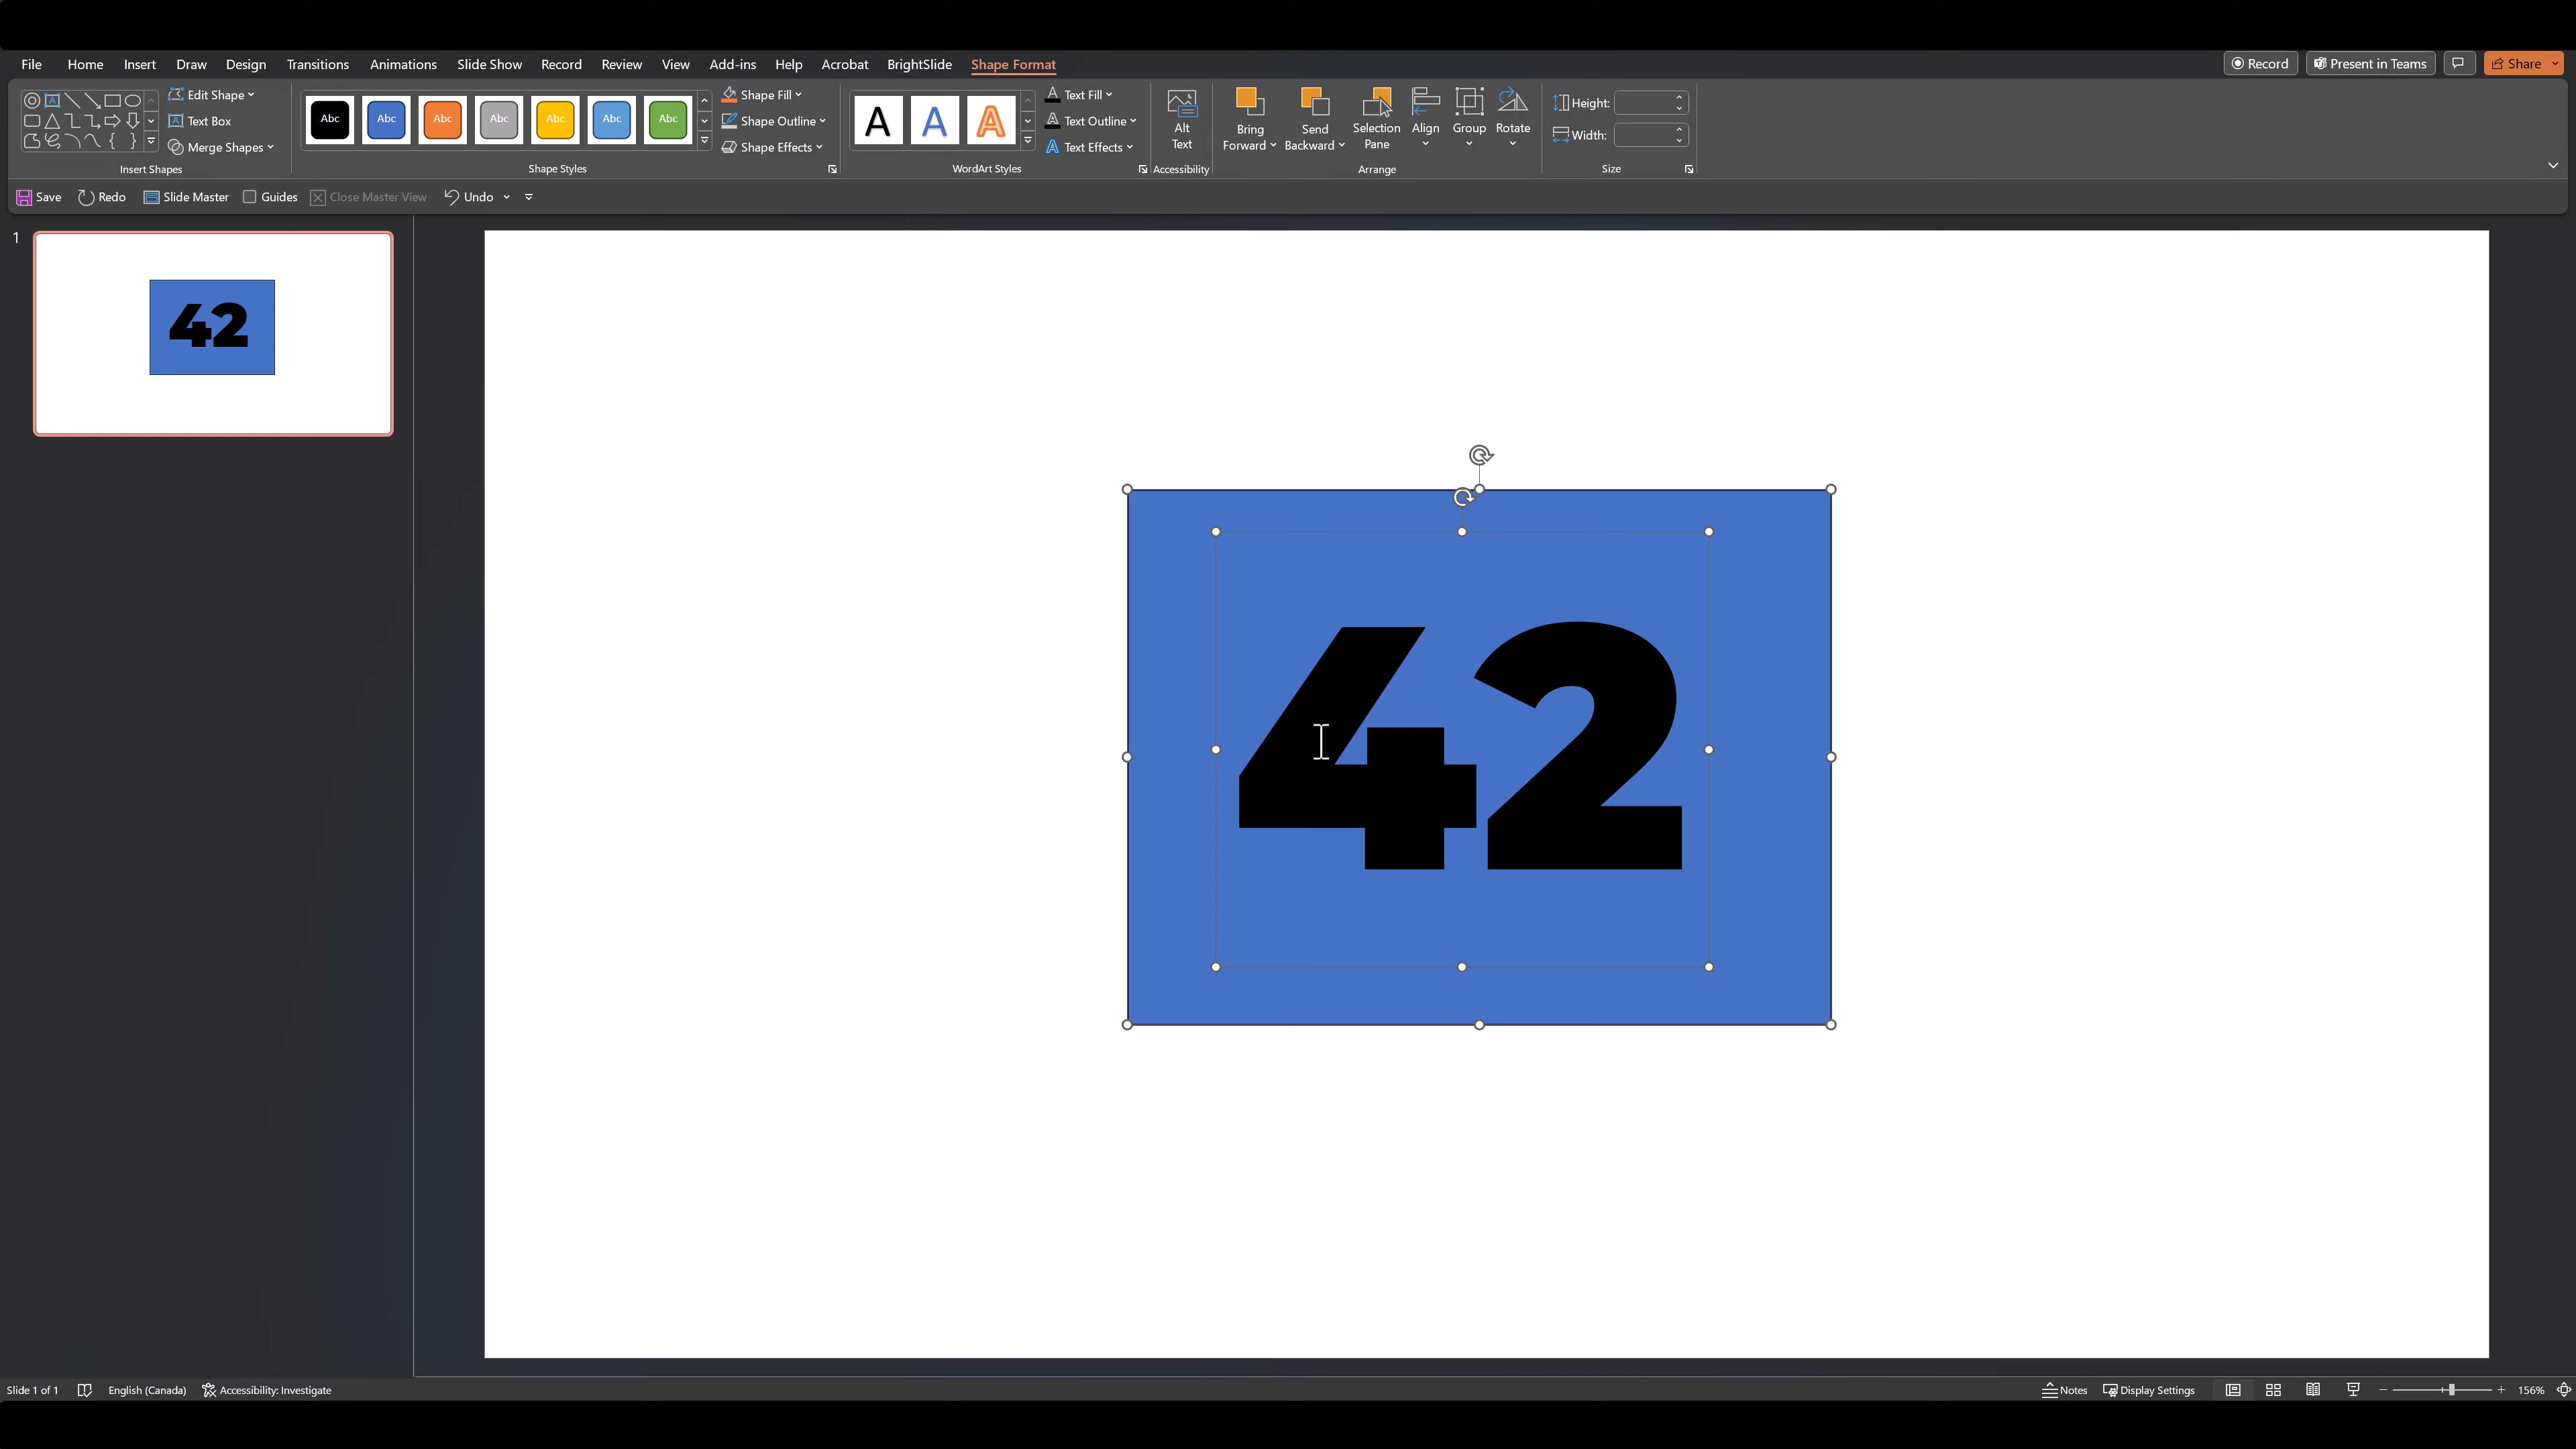 File Home Insert Draw Design Transitions Animations Slide Show Record Review View Add-ins Help Acrobat BrightSlide Shape Format Record Present in Teams Share
Edit Shape
Text Box
Merge Shapes
Insert Shapes
Abc Abc Abc Abc Abc Abc Abc
Shape Styles
Shape Fill
Shape Outline
Shape Effects
A A A
WordArt Styles
Text Fill
Text Outline
Text Effects
Alt
Text
Accessibility
Bring
Forward
Send
Backward
Selection
Pane
Align
Group
Rotate
Arrange
Height:
Width:
Size
Save Redo Slide Master Guides Close Master View Undo
1
42
42
Slide 1 of 1 English (Canada) Accessibility: Investigate Notes Display Settings 156%